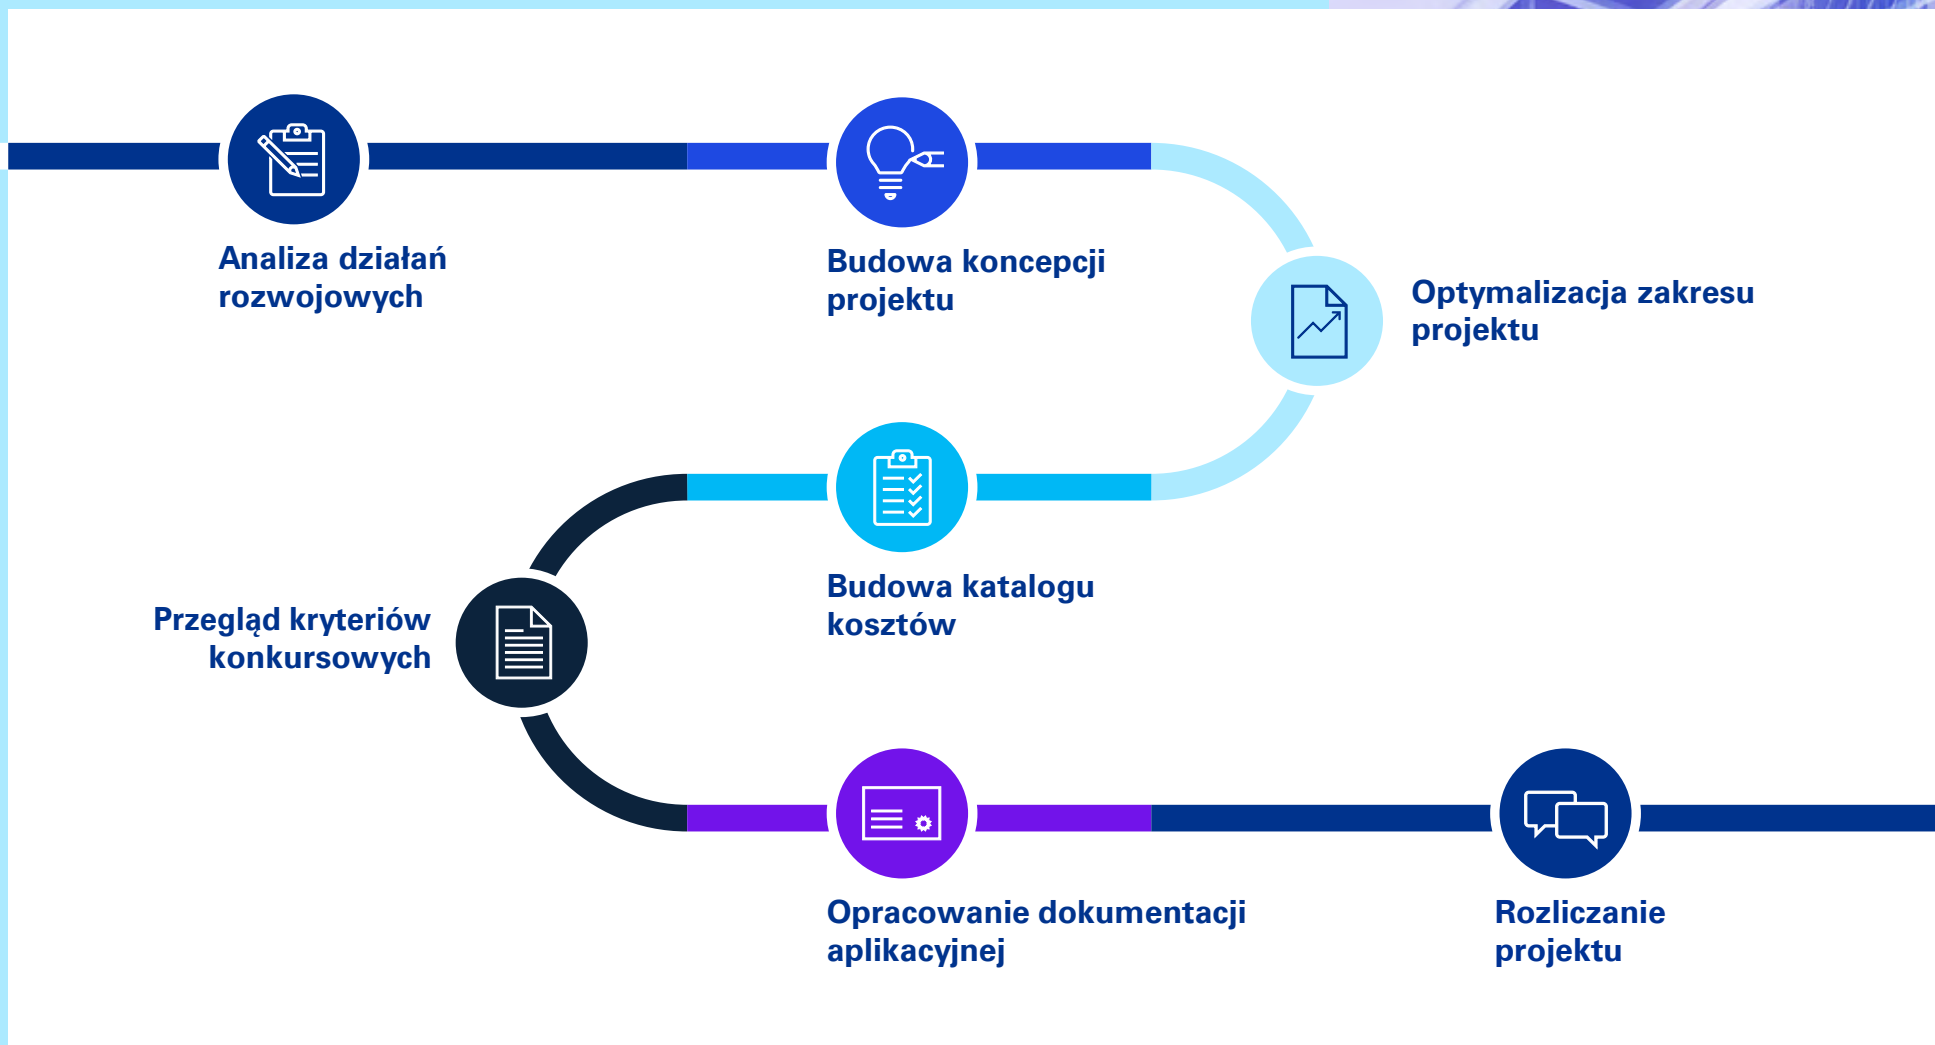 Analiza działań
rozwojowych
Budowa koncepcji
projektu
Optymalizacja zakresu
projektu
Budowa katalogu
kosztów
Przegląd kryteriów
konkursowych
Opracowanie dokumentacji
aplikacyjnej
Rozliczanie
projektu